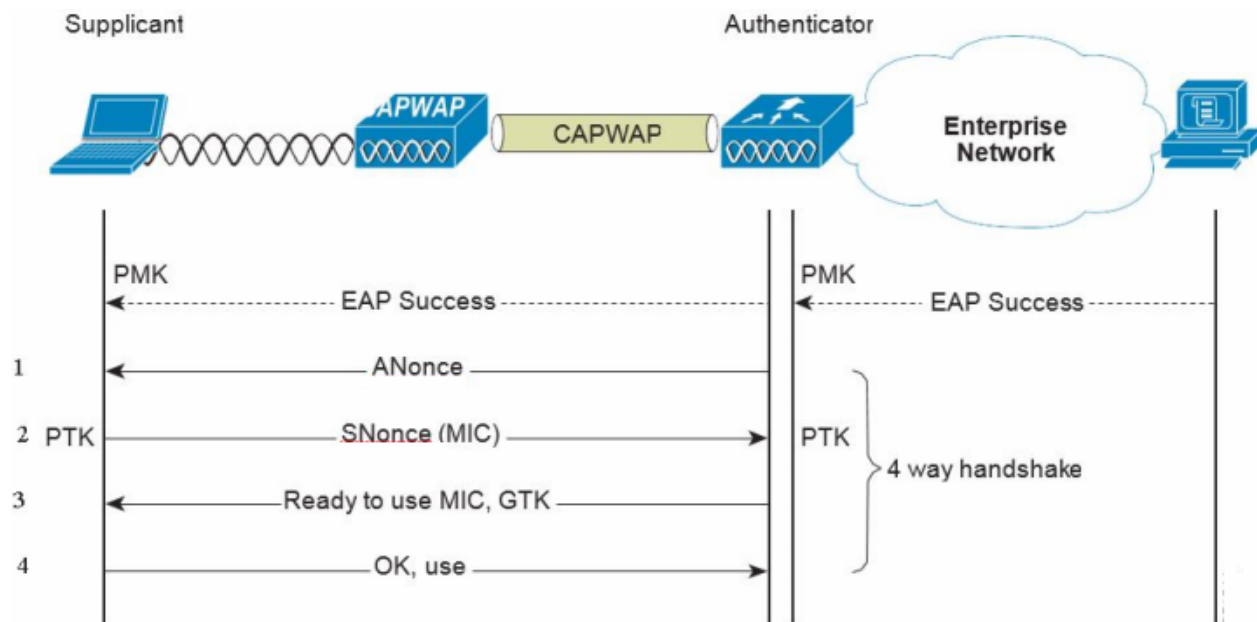 Supplicant
Authenticator
APWAP
CAPWAP
Enterprise
Network
PMK
EAP Success
PMK
EAP Success
1
ANonce
2
PTK
SNonce (MIC)
PTK
4 way handshake
3
Ready to use MIC, GTK
4
OK, use